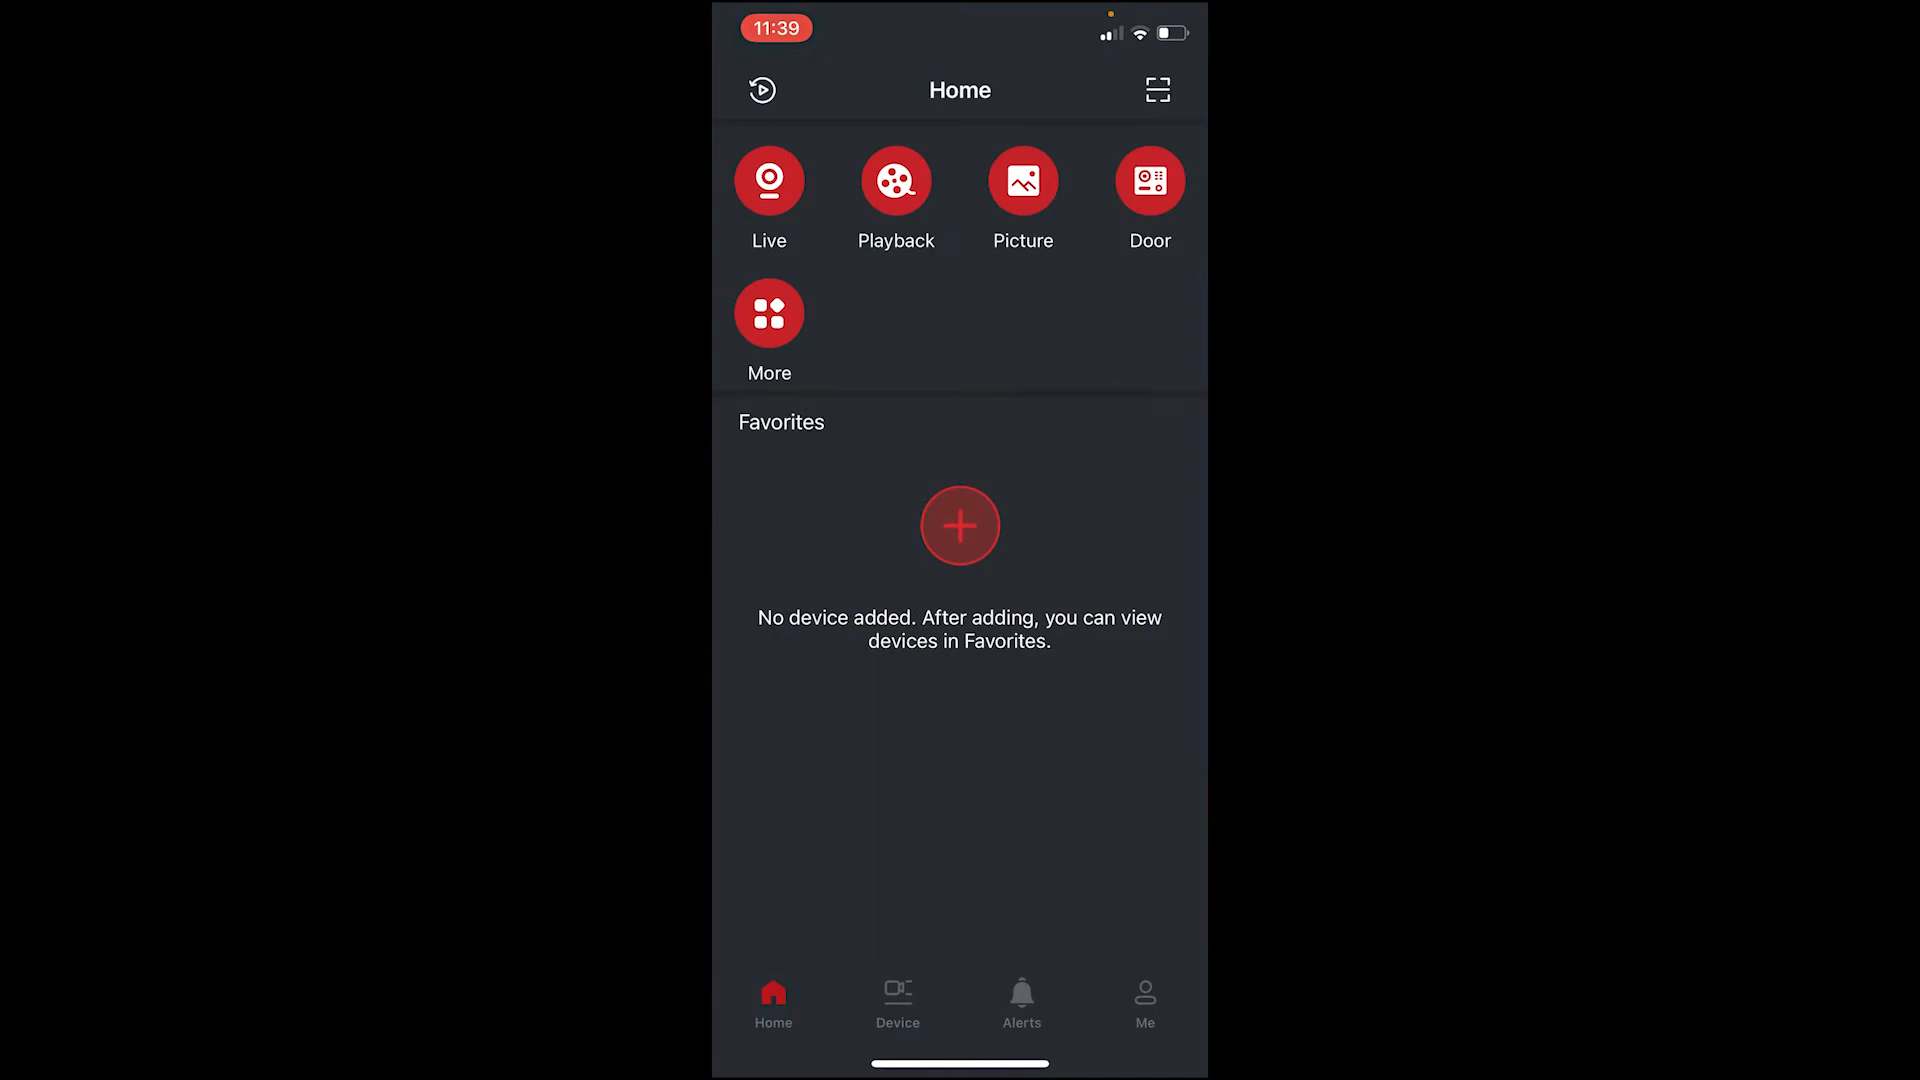 11:39
Home
Live
Playback
Picture
Door
More
Favorites
No device added. After adding, you can view
devices in Favorites.
Home
Device
Alerts
Me